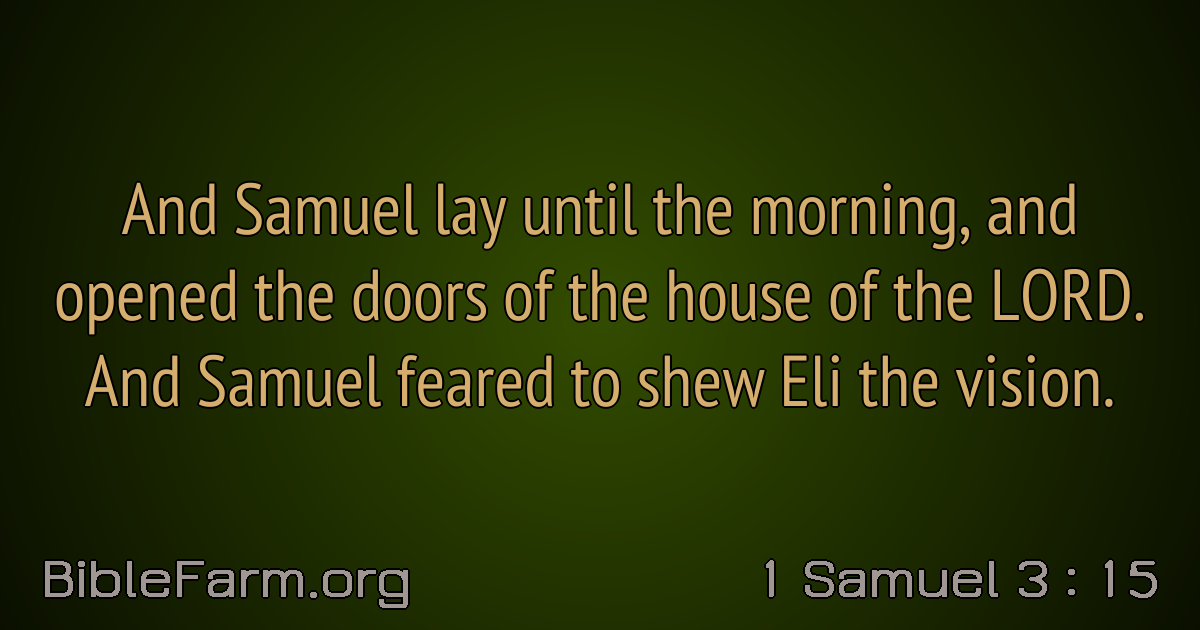 And Samuel lay until the morning, and
opened the doors of the house of the LORD.
And Samuel feared to shew Eli the vision.
BibleFarm.org
1 Samuel 3 : 15